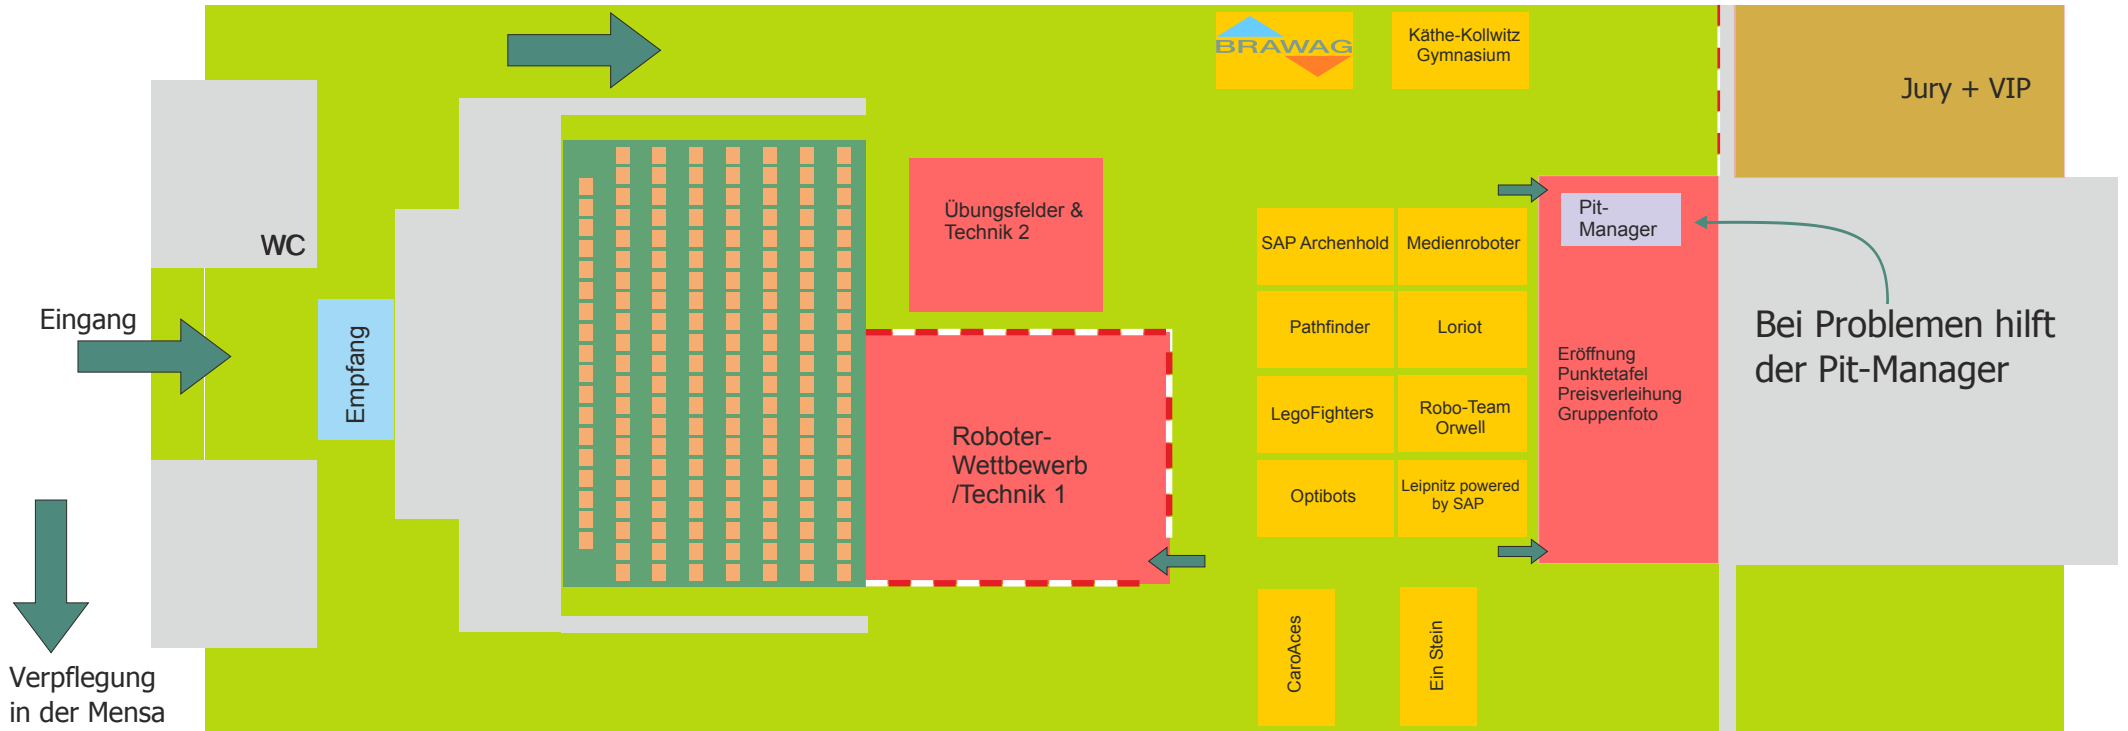 BRAWAG
Käthe-Kollwitz
Gymnasium
Jury + VIP
WC
Übungsfelder &
Technik 2
Pit-
Manager
SAP Archenhold
Medienroboter
Eingang
Empfang
Pathfinder
Loriot
Bei Problemen hilft
der Pit-Manager
Eröffnung
Punktetafel
Preisverleihung
Gruppenfoto
LegoFighters
Robo-Team
Orwell
Roboter-
Wettbewerb
/Technik 1
Optibots
Leipnitz powered
by SAP
CaroAces
Ein Stein
Verpflegung
in der Mensa